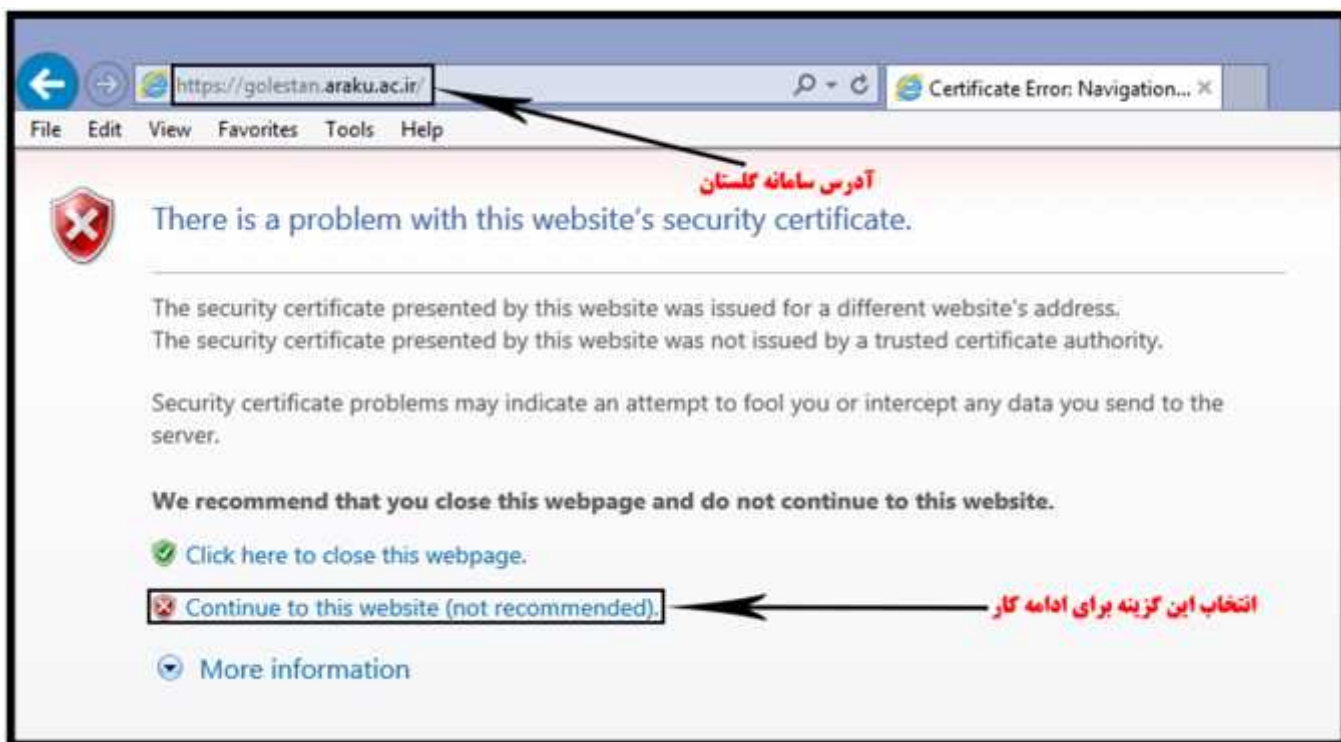 https://golestan.araku.ac.ir/
Certificate Error: Navigation...
File Edit View Favorites Tools Help
آدرس سامانه گلستان
There is a problem with this website's security certificate.
The security certificate presented by this website was issued for a different website's address.
The security certificate presented by this website was not issued by a trusted certificate authority.
Security certificate problems may indicate an attempt to fool you or intercept any data you send to the
server.
We recommend that you close this webpage and do not continue to this website.
Click here to close this webpage.
Continue to this website (not recommended).
انتخاب این گزینه برای ادامه کار
More information